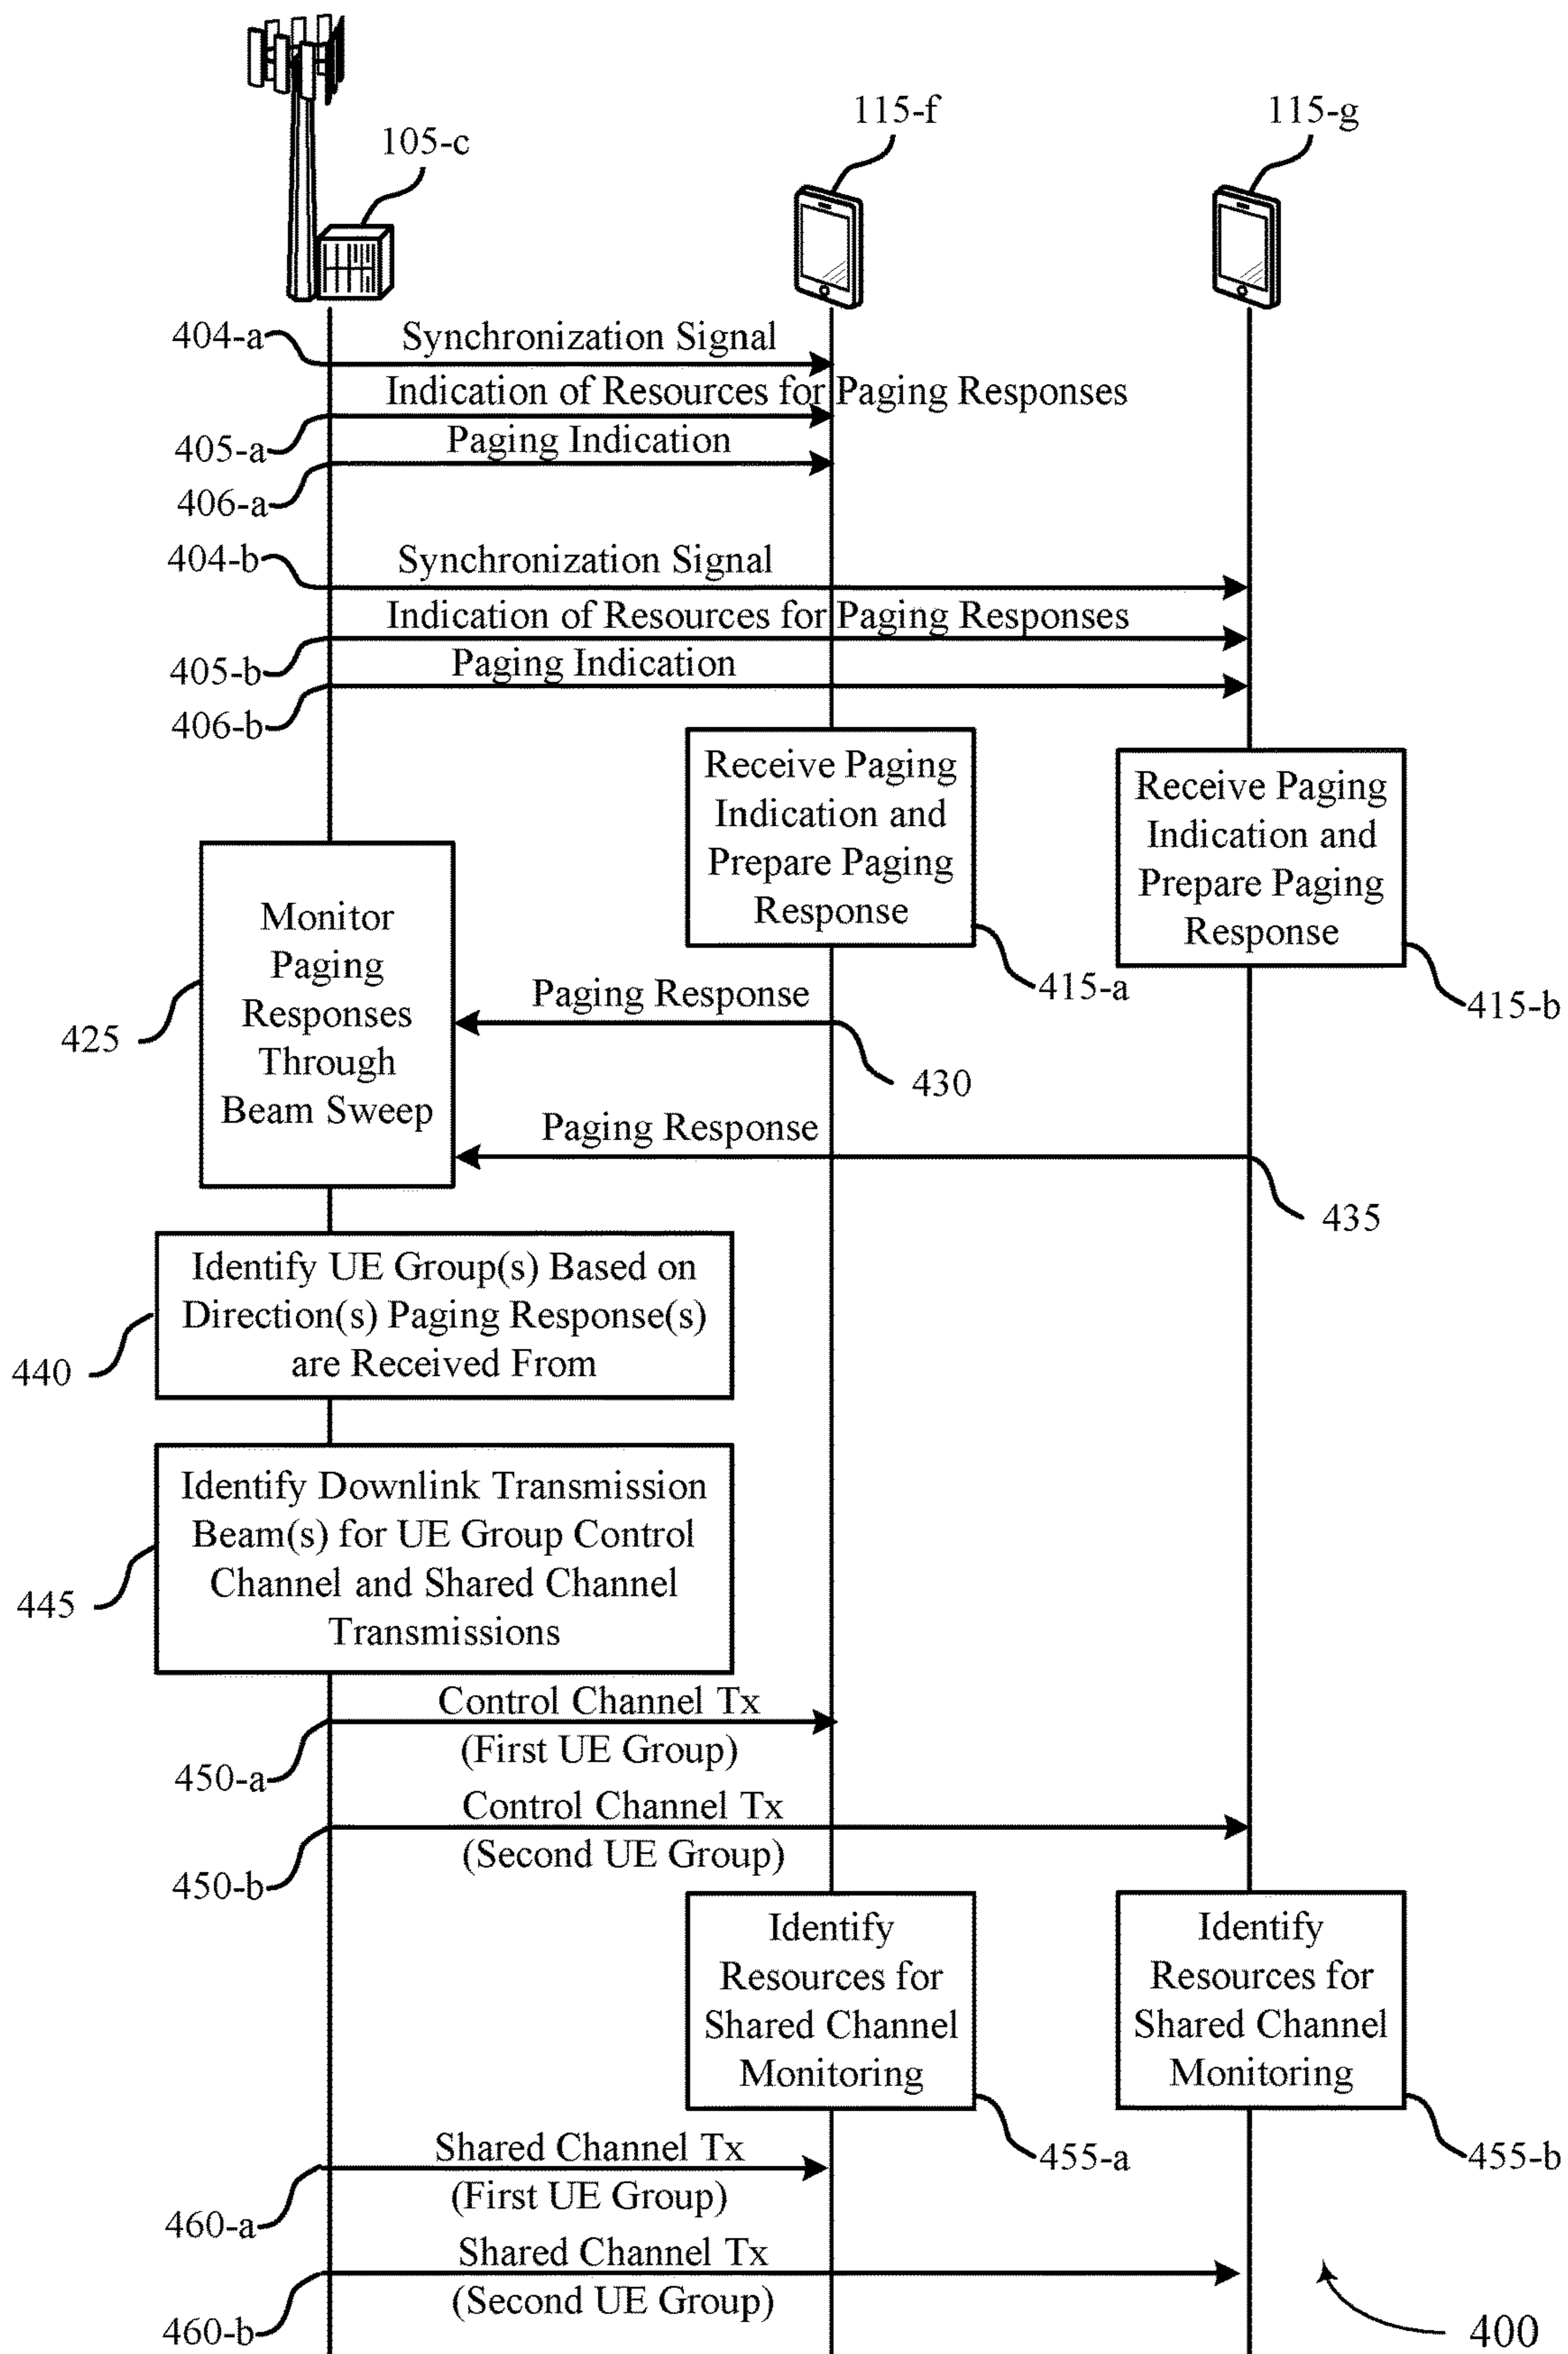 115-f
115-g
105-c
404-a
Synchronization Signal
Indication of Resources for Paging Responses
405-a
Paging Indication
406-a
404-b
Synchronization Signal
Indication of Resources for Paging Responses
405-b
Paging Indication
406-b
Receive Paging
Indication and
Prepare Paging
Response
415-a
Receive Paging
Indication and
Prepare Paging
Response
415-b
Monitor
Paging
Responses
Through
Beam Sweep
425
Paging Response
430
Paging Response
435
Identify UE Group(s) Based on
Direction(s) Paging Response(s)
are Received From
440
Identify Downlink Transmission
Beam(s) for UE Group Control
Channel and Shared Channel
Transmissions
445
Control Channel Tx
(First UE Group)
450-a
Control Channel Tx
(Second UE Group)
450-b
Identify
Resources for
Shared Channel
Monitoring
455-a
Identify
Resources for
Shared Channel
Monitoring
455-b
Shared Channel Tx
(First UE Group)
460-a
Shared Channel Tx
(Second UE Group)
460-b
400